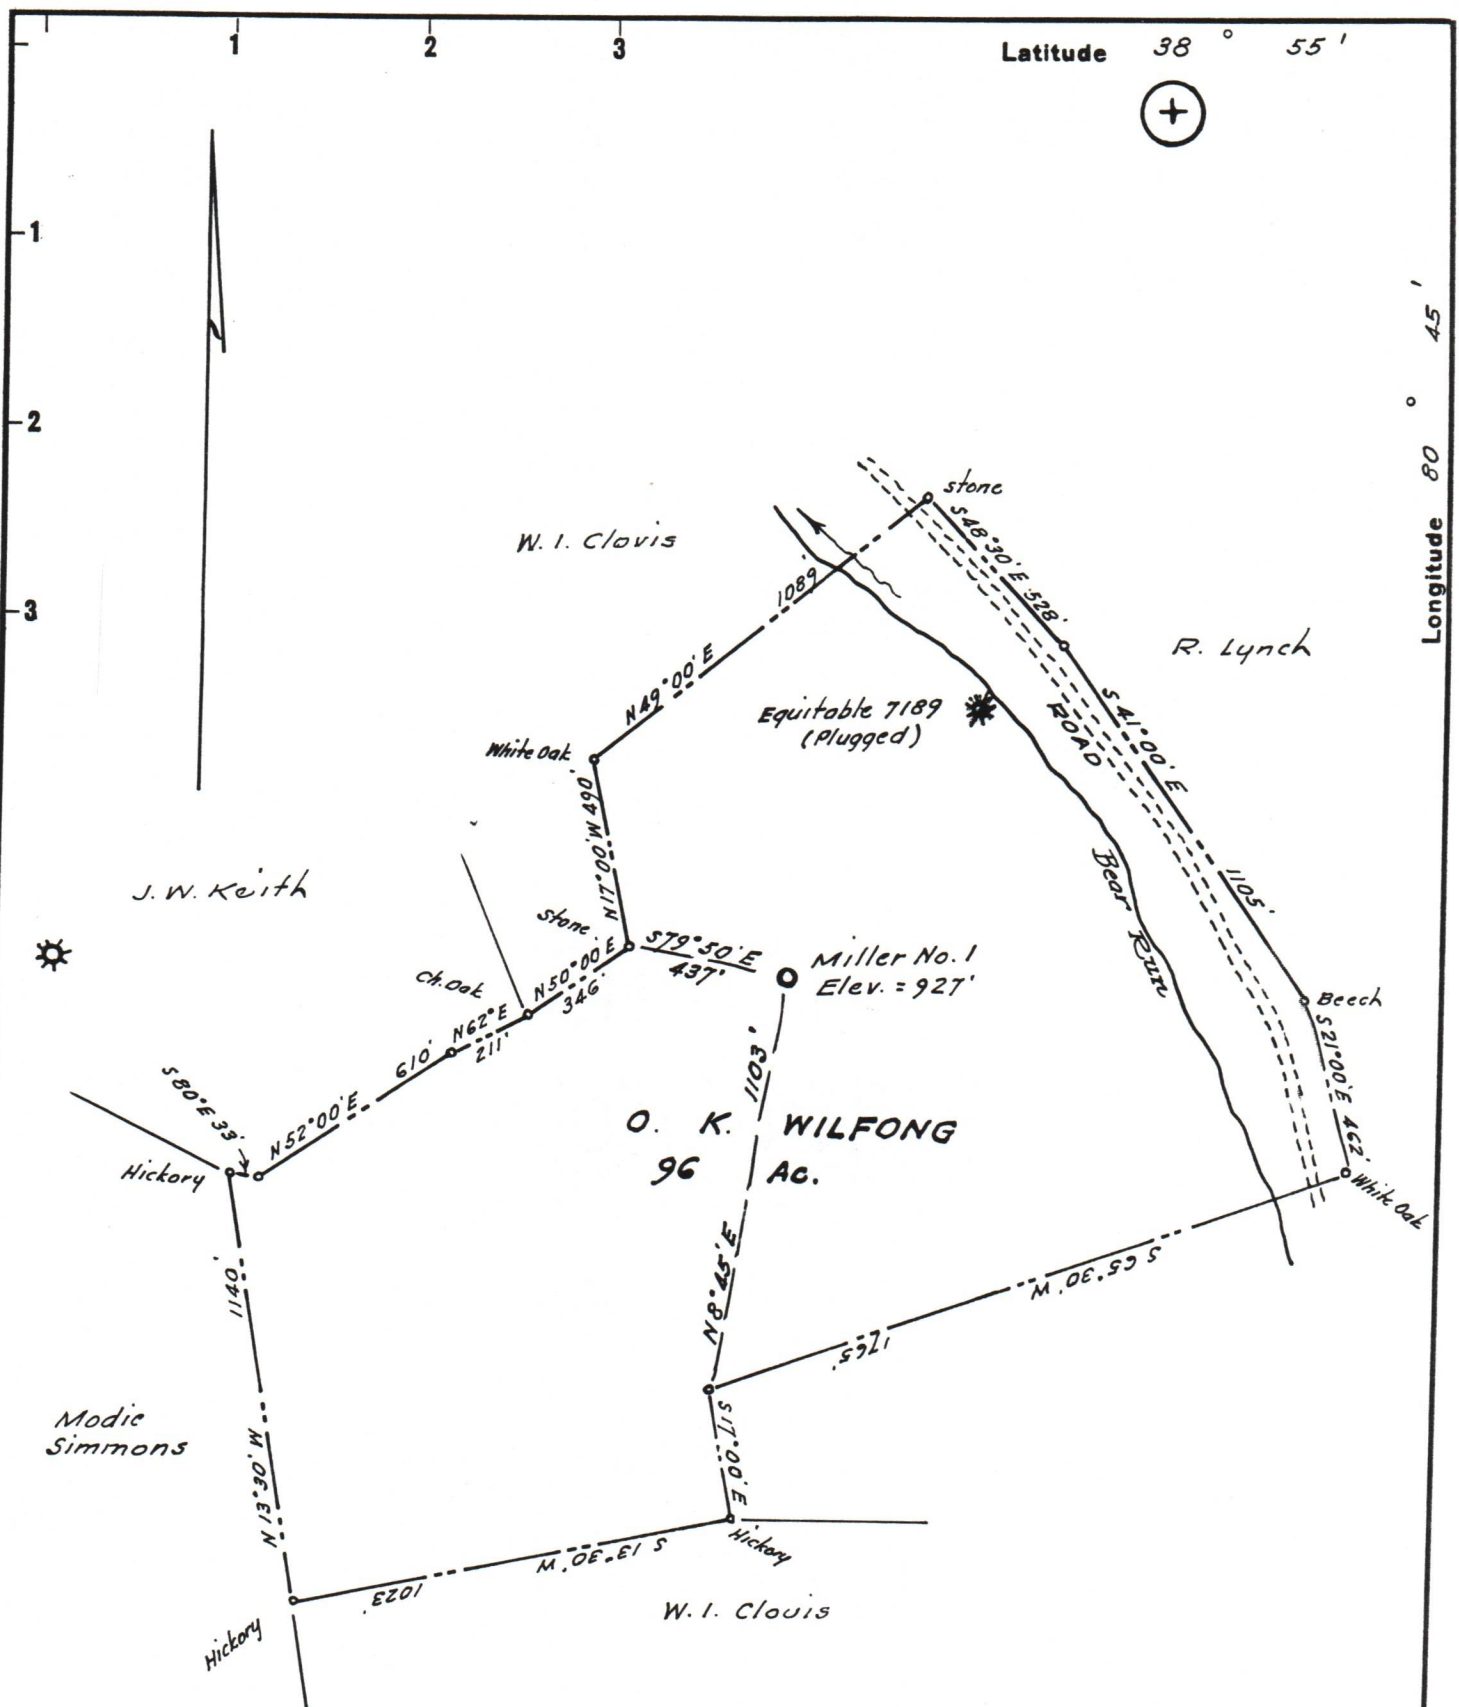 1 2 3
Latitude 38° 55'
1
2
3
Longitude 80° 45'
stone
W. I. Clovis
S48°30'E 528'
1089'
R. Lynch
N49°00'E
Equitable 7189
(Plugged)
ROAD
S41°00'E
1105'
White Oak
N17°00'W 490'
Bear Run
J. W. Keith
Stone
S79°50'E
437'
Miller No. 1
Elev. = 927'
Ch. Oak
N50°00'E
346'
Beech
N62°E
211'
S21°00'E 462'
610'
N52°00'E
S80°E 33'
1103'
O. K. WILFONG
96 Ac.
Hickory
White Oak
N8°45'E
S65°30'W
1765'
1140'
N13°30'W
Modie
Simmons
S17°00'E
Hickory
S13°30'W
1023'
Hickory
W. I. Clouis